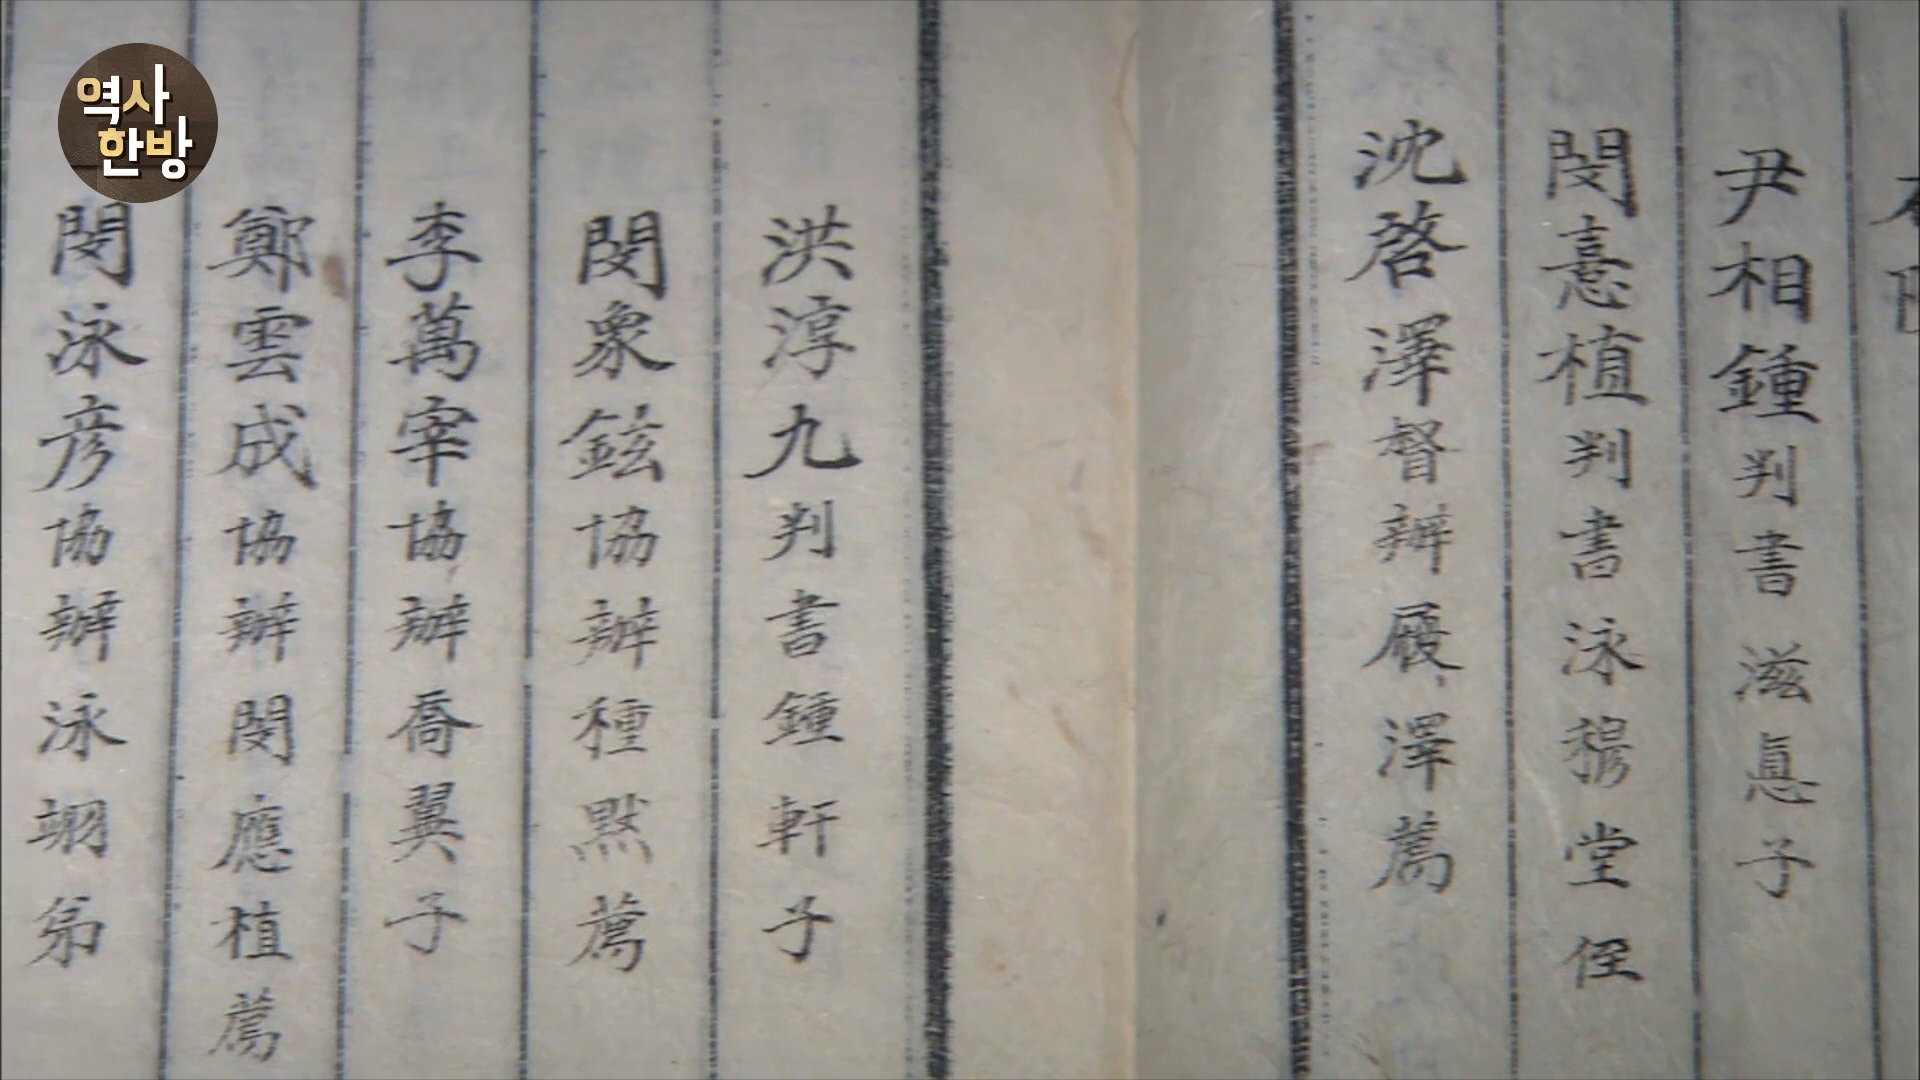 역사
한방
尹相鍾判書滋悳子
閔憙植判書泳穆堂侄
沈啓澤督辦履澤薦
洪淳九判書鍾軒子
閔象鉉協辦種默薦
李萬宰協辦喬翼子
鄭雲成協辦閔應植薦
閔泳彦協辦泳翊弟